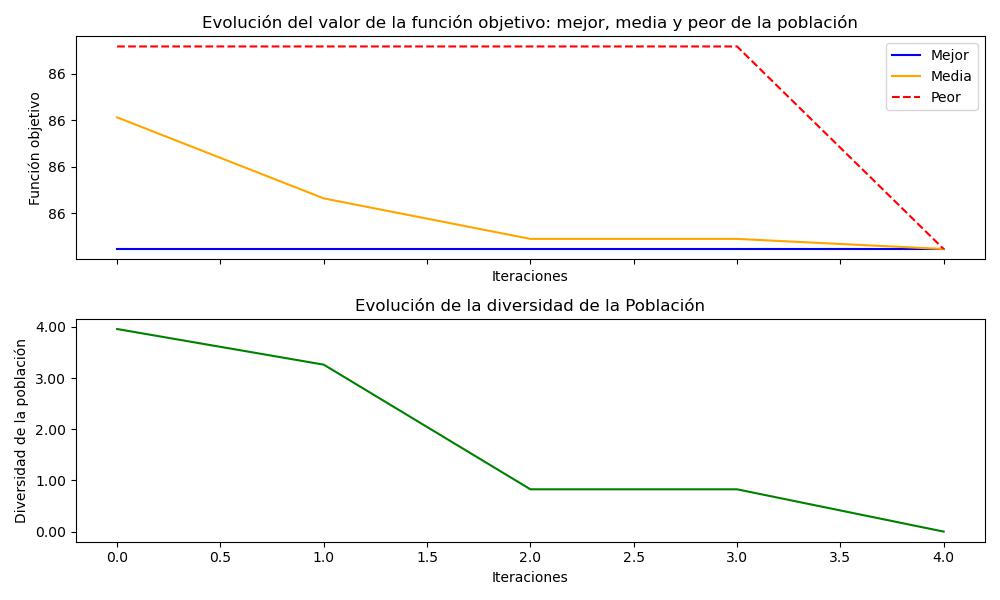 Evolución del valor de la función objetivo: mejor, media y peor de la población
Función objetivo
86
86
86
86
Mejor
Media
Peor
Iteraciones
Evolución de la diversidad de la Población
Diversidad de la población
4.00
3.00
2.00
1.00
0.00
0.0 0.5 1.0 1.5 2.0 2.5 3.0 3.5 4.0
Iteraciones